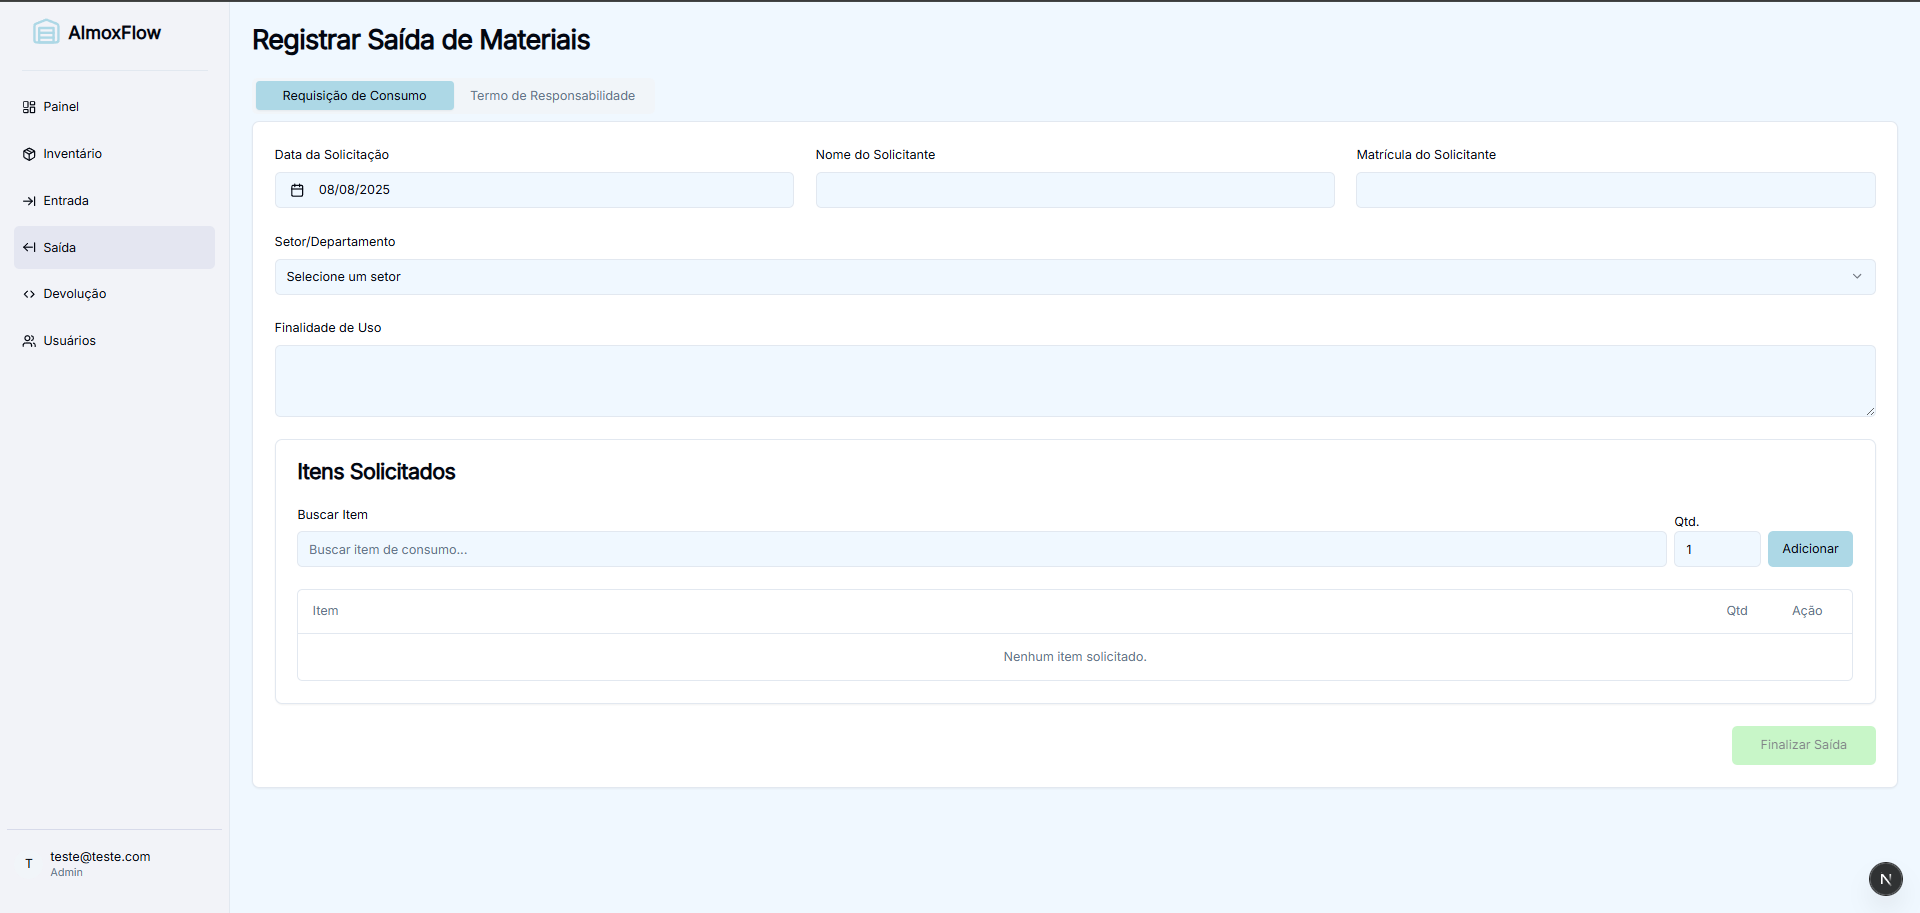 AlmoxFlow
Painel
Inventário
Entrada
Saída
Devolução
Usuários
teste@teste.com
T
Admin
Registrar Saída de Materiais
Requisição de Consumo
Termo de Responsabilidade
Data da Solicitação
08/08/2025
Nome do Solicitante
Matrícula do Solicitante
Setor/Departamento
Selecione um setor
Finalidade de Uso
Itens Solicitados
Buscar Item
Buscar item de consumo...
Qtd.
1
Adicionar
Item
Qtd
Ação
Nenhum item solicitado.
Finalizar Saída
N